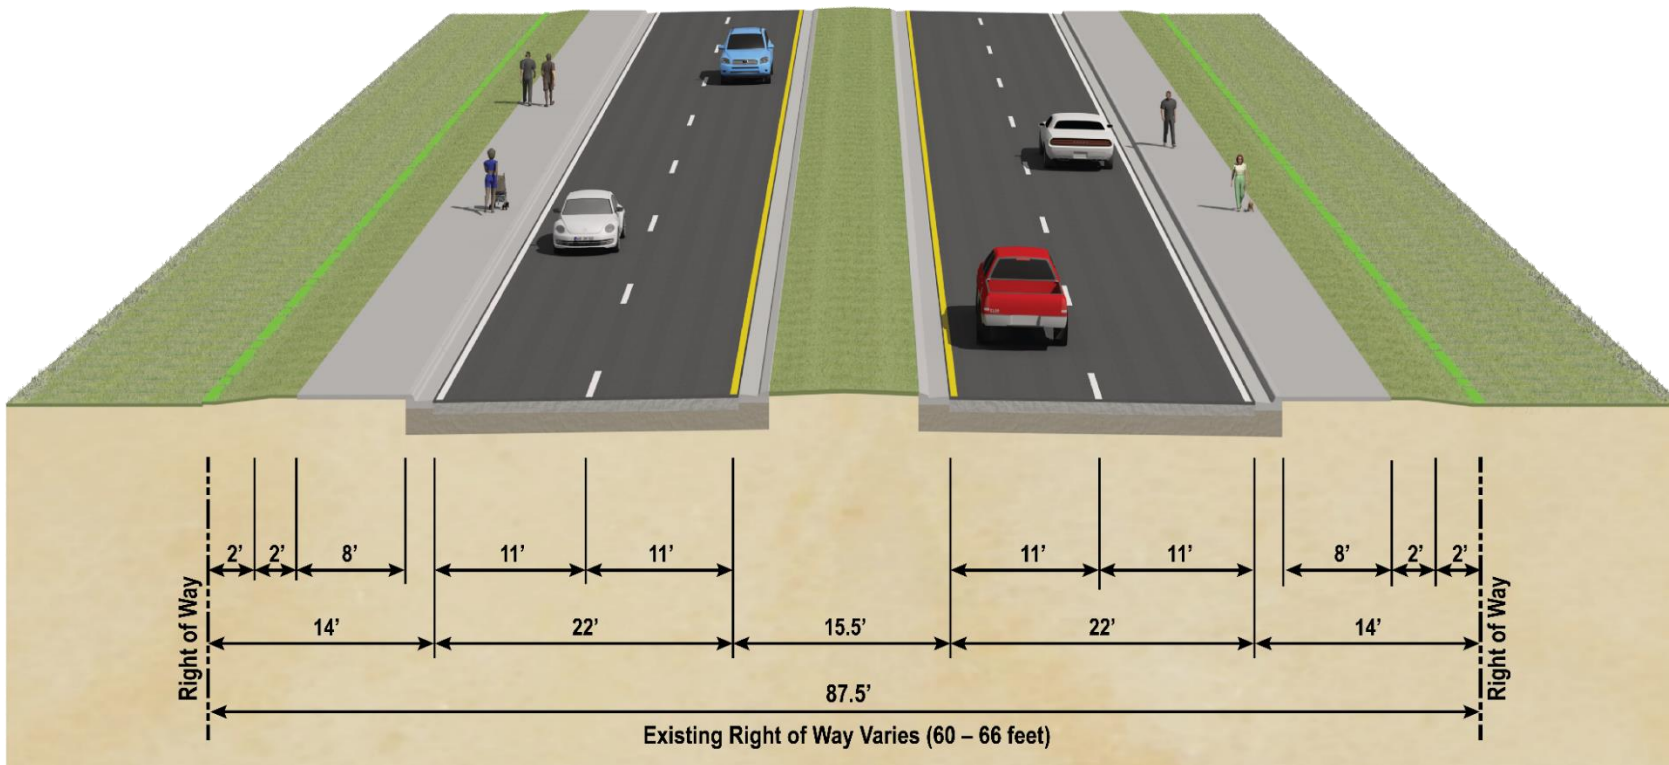 2’ 2’ 8’ 11’ 11’ 11’ 11’ 8’ 2’ 2’
14’ 22’ 15.5’ 22’ 14’
Right of Way
Right of Way
87.5’
Existing Right of Way Varies (60 – 66 feet)